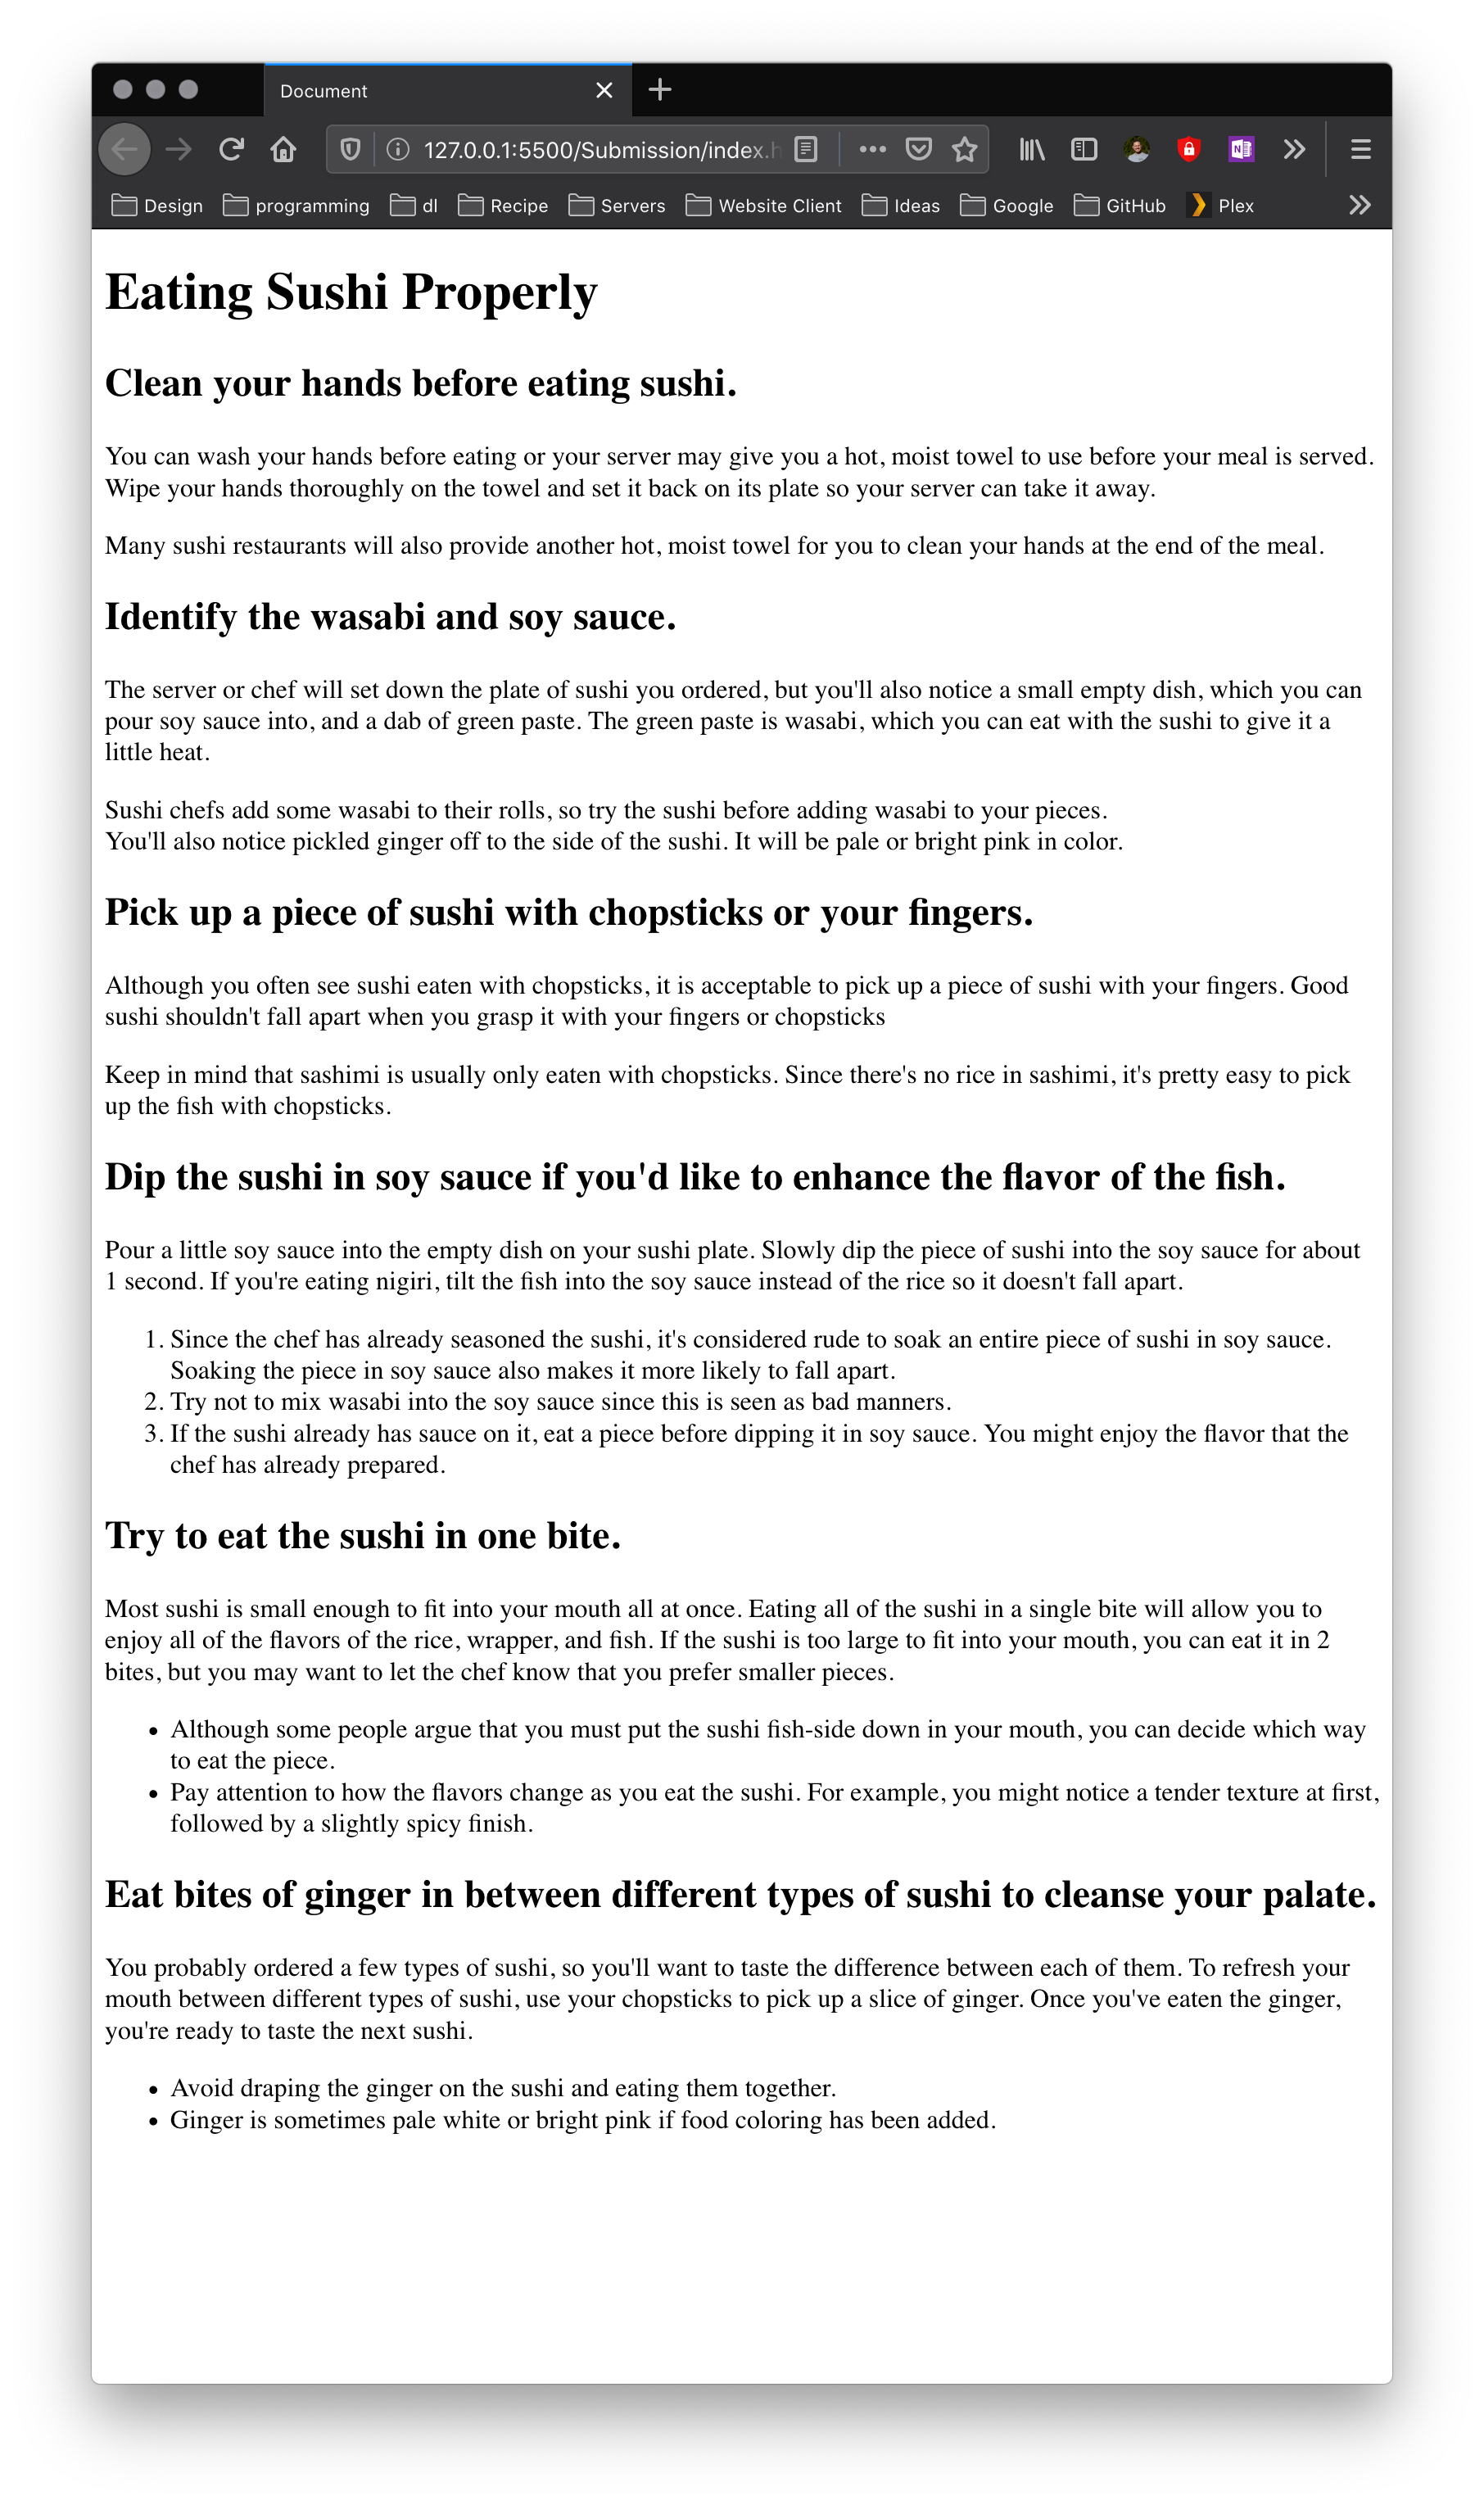 Document
127.0.0.1:5500/Submission/index.h
Design programming dl Recipe Servers Website Client Ideas Google GitHub Plex
Eating Sushi Properly
Clean your hands before eating sushi.
You can wash your hands before eating or your server may give you a hot, moist towel to use before your meal is served.
Wipe your hands thoroughly on the towel and set it back on its plate so your server can take it away.
Many sushi restaurants will also provide another hot, moist towel for you to clean your hands at the end of the meal.
Identify the wasabi and soy sauce.
The server or chef will set down the plate of sushi you ordered, but you'll also notice a small empty dish, which you can
pour soy sauce into, and a dab of green paste. The green paste is wasabi, which you can eat with the sushi to give it a
little heat.
Sushi chefs add some wasabi to their rolls, so try the sushi before adding wasabi to your pieces.
You'll also notice pickled ginger off to the side of the sushi. It will be pale or bright pink in color.
Pick up a piece of sushi with chopsticks or your fingers.
Although you often see sushi eaten with chopsticks, it is acceptable to pick up a piece of sushi with your fingers. Good
sushi shouldn't fall apart when you grasp it with your fingers or chopsticks
Keep in mind that sashimi is usually only eaten with chopsticks. Since there's no rice in sashimi, it's pretty easy to pick
up the fish with chopsticks.
Dip the sushi in soy sauce if you'd like to enhance the flavor of the fish.
Pour a little soy sauce into the empty dish on your sushi plate. Slowly dip the piece of sushi into the soy sauce for about
1 second. If you're eating nigiri, tilt the fish into the soy sauce instead of the rice so it doesn't fall apart.
1. Since the chef has already seasoned the sushi, it's considered rude to soak an entire piece of sushi in soy sauce.
Soaking the piece in soy sauce also makes it more likely to fall apart.
2. Try not to mix wasabi into the soy sauce since this is seen as bad manners.
3. If the sushi already has sauce on it, eat a piece before dipping it in soy sauce. You might enjoy the flavor that the
chef has already prepared.
Try to eat the sushi in one bite.
Most sushi is small enough to fit into your mouth all at once. Eating all of the sushi in a single bite will allow you to
enjoy all of the flavors of the rice, wrapper, and fish. If the sushi is too large to fit into your mouth, you can eat it in 2
bites, but you may want to let the chef know that you prefer smaller pieces.
• Although some people argue that you must put the sushi fish-side down in your mouth, you can decide which way
to eat the piece.
• Pay attention to how the flavors change as you eat the sushi. For example, you might notice a tender texture at first,
followed by a slightly spicy finish.
Eat bites of ginger in between different types of sushi to cleanse your palate.
You probably ordered a few types of sushi, so you'll want to taste the difference between each of them. To refresh your
mouth between different types of sushi, use your chopsticks to pick up a slice of ginger. Once you've eaten the ginger,
you're ready to taste the next sushi.
• Avoid draping the ginger on the sushi and eating them together.
• Ginger is sometimes pale white or bright pink if food coloring has been added.